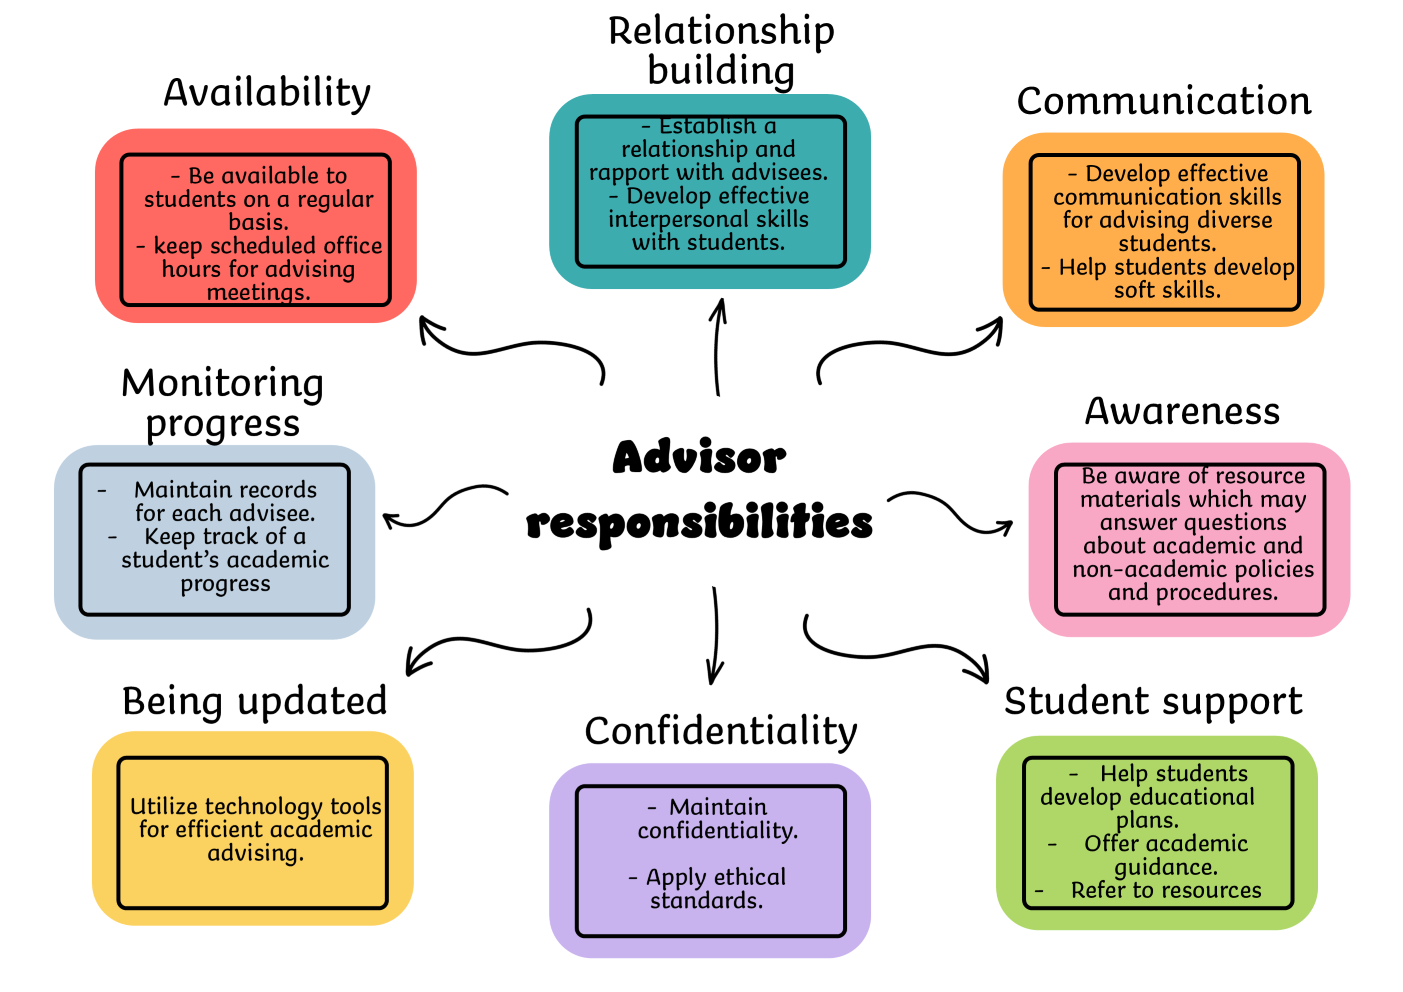 Relationship
building
- Establish a
relationship and
rapport with advisees.
- Develop effective
interpersonal skills
with students.
Availability
- Be available to
students on a regular
basis.
- keep scheduled office
hours for advising
meetings.
Communication
- Develop effective
communication skills
for advising diverse
students.
- Help students develop
soft skills.
Monitoring
progress
- Maintain records
for each advisee.
- Keep track of a
student’s academic
progress
Advisor
responsibilities
Awareness
Be aware of resource
materials which may
answer questions
about academic and
non-academic policies
and procedures.
Being updated
Utilize technology tools
for efficient academic
advising.
Confidentiality
- Maintain
confidentiality.
- Apply ethical
standards.
Student support
- Help students
develop educational
plans.
- Offer academic
guidance.
- Refer to resources